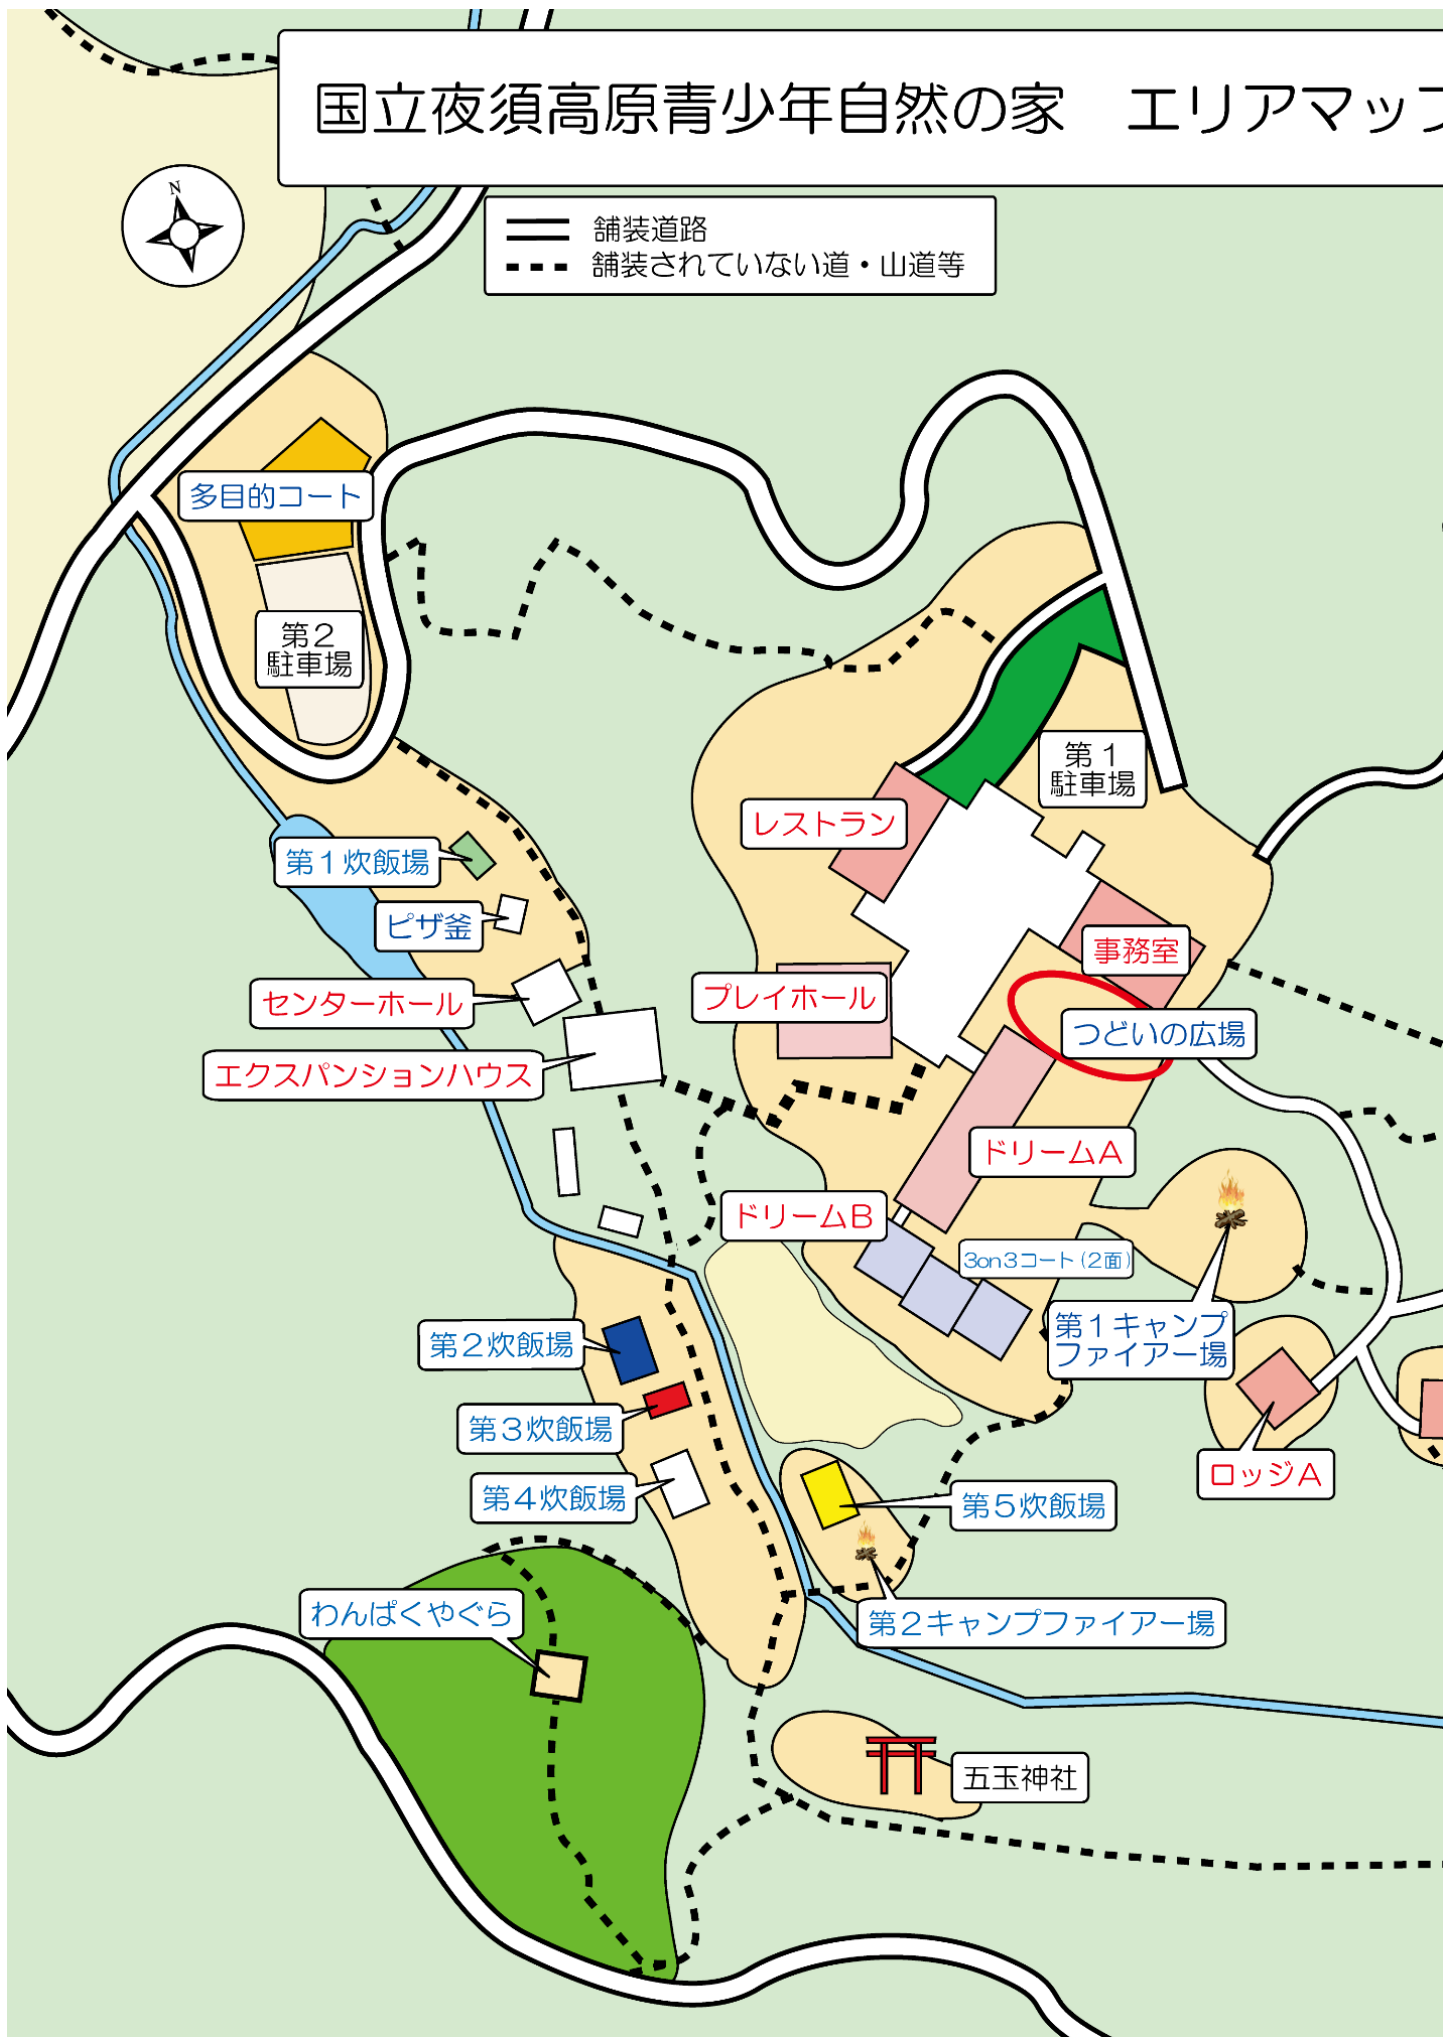 国立夜須高原青少年自然の家　エリアマップ
N
舗装道路
舗装されていない道・山道等
多目的コート
第2
駐車場
第1
駐車場
レストラン
第1炊飯場
ピザ釜
事務室
センターホール
プレイホール
つどいの広場
エクスパンションハウス
ドリームA
ドリームB
3on3コート(2面)
第1キャンプ
ファイアー場
第2炊飯場
第3炊飯場
ロッジA
第4炊飯場
第5炊飯場
わんぱくやぐら
第2キャンプファイアー場
五玉神社